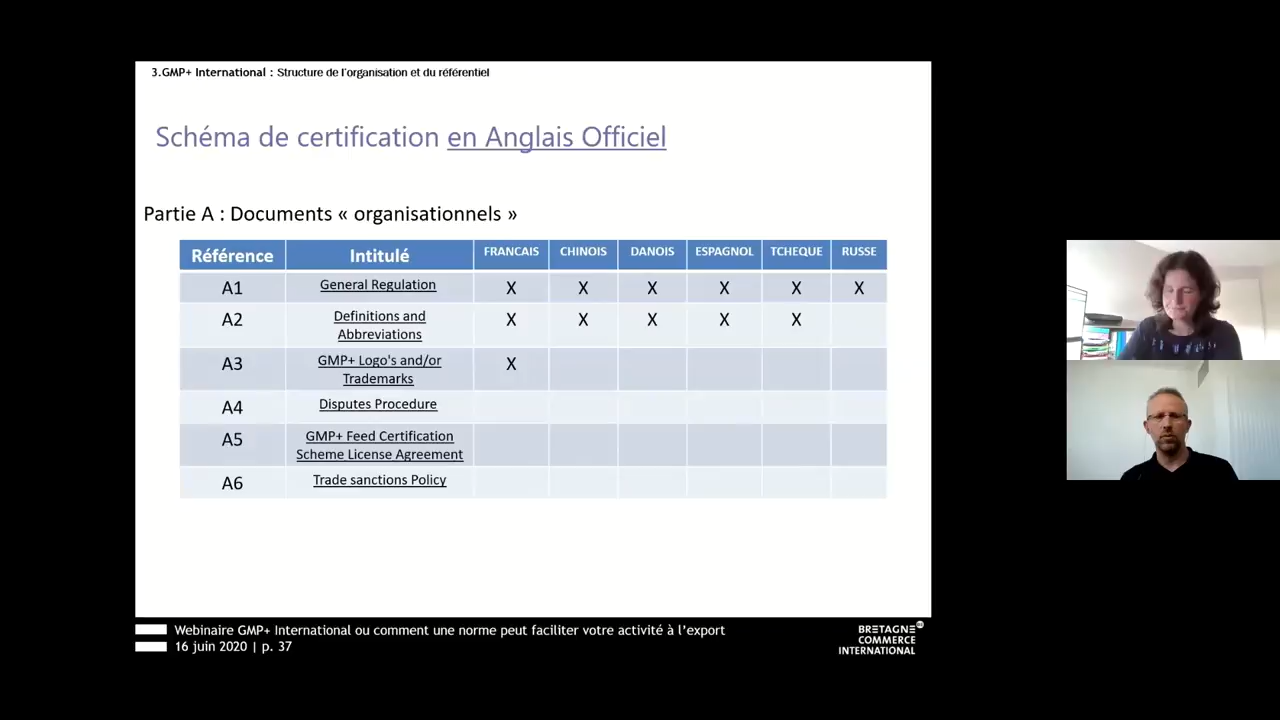 3.GMP+ International : Structure de l'organisation et du référentiel
Schéma de certification en Anglais Officiel
Partie A : Documents « organisationnels »
Référence Intitulé FRANCAIS CHINOIS DANOIS ESPAGNOL TCHEQUE RUSSE
A1 General Regulation X X X X X X
A2 Definitions and
Abbreviations X X X X X
A3 GMP+ Logo's and/or
Trademarks X
A4 Disputes Procedure
A5 GMP+ Feed Certification
Scheme License Agreement
A6 Trade sanctions Policy
Webinaire GMP+ International ou comment une norme peut faciliter votre activité à l'export
16 juin 2020 | p. 37
BRETAGNE
COMMERCE
INTERNATIONAL